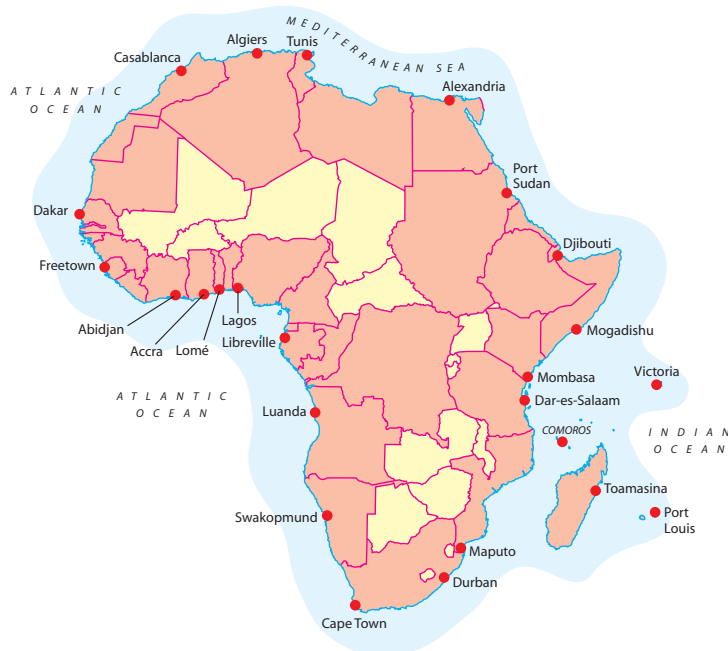 MEDITERRANEAN SEA
Algiers
Tunis
Casablanca
ATLANTIC
OCEAN
Alexandria
Port
Sudan
Dakar
Djibouti
Freetown
Lagos
Abidjan
Accra
Lomé
Libreville
Mogadishu
Mombasa
Victoria
Dar-es-Salaam
ATLANTIC
OCEAN
Luanda
COMOROS
INDIAN
OCEAN
Toamasina
Swakopmund
Port
Louis
Maputo
Durban
Cape Town